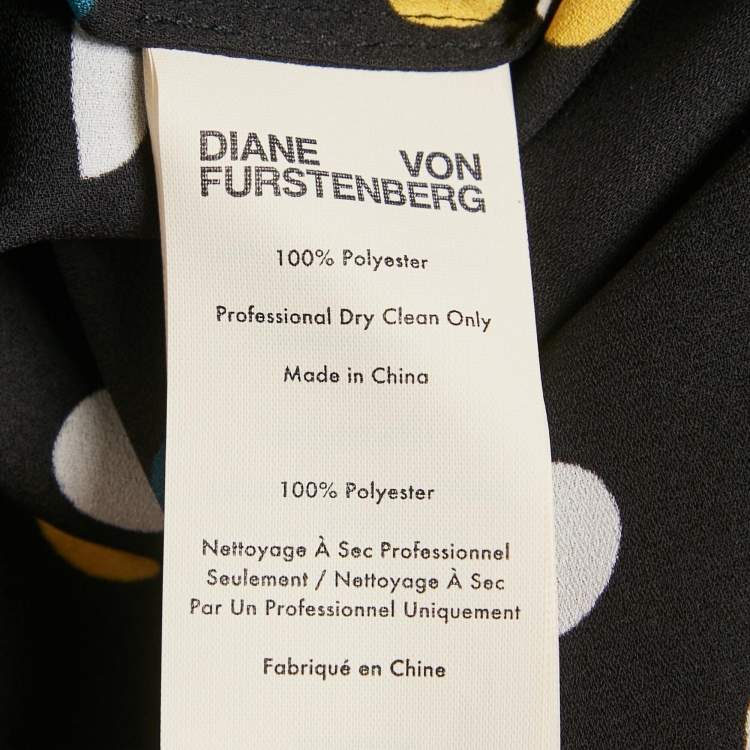 DIANE VON
FURSTENBERG
100% Polyester
Professional Dry Clean Only
Made in China
100% Polyester
Nettoyage À Sec Professionnel
Seulement / Nettoyage À Sec
Par Un Professionnel Uniquement
Fabriqué en Chine